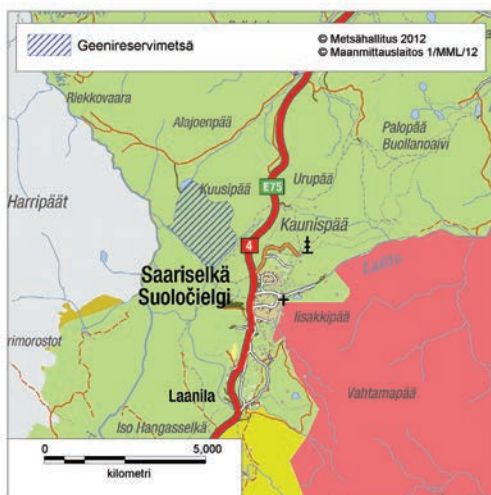 Geenireservimetsä
© Metsähallitus 2012
© Maanmittauslaitos 1/MML/12
Riekkovaara
Alajoenpää
Palopää
Buollanoaivi
Kuusipää
Urupää
E75
Harripäät
Kaunispää
4
Saariselkä
Suoločielgi
Iisakkipää
rimorostot
Vahtamapää
Laanila
Iso Hangasselkä
0 5,000
kilometri